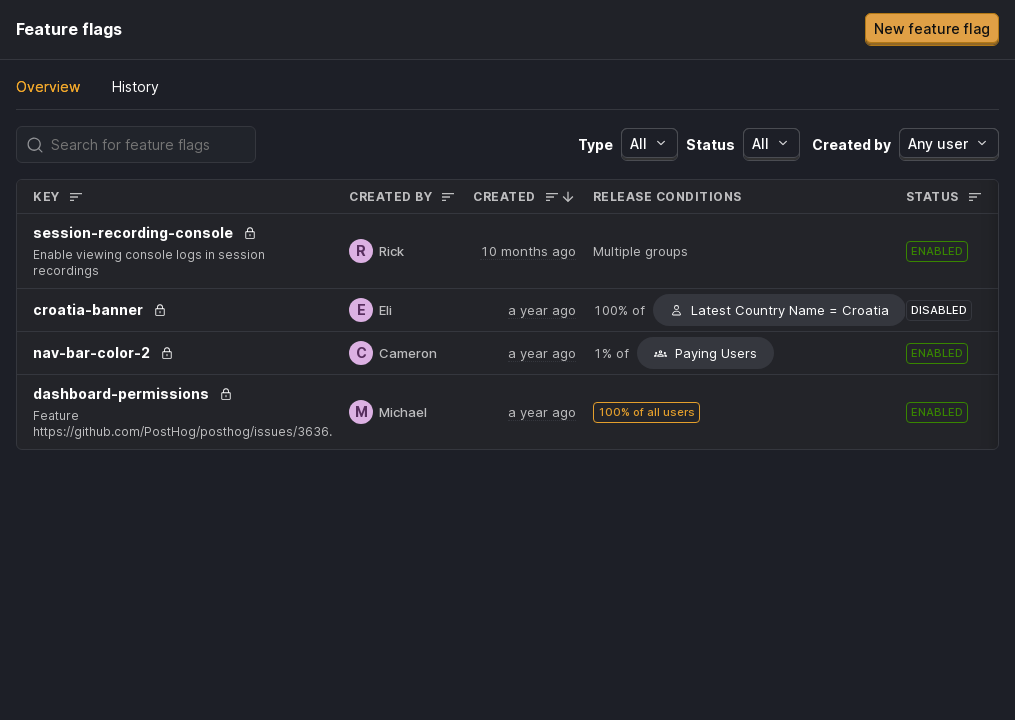 Feature flags
New feature flag
Overview
History
Search for feature flags
Type
All
Status
All
Created by
Any user
KEY
CREATED BY
CREATED
RELEASE CONDITIONS
STATUS
session-recording-console
Enable viewing console logs in session
recordings
R Rick
10 months ago
Multiple groups
ENABLED
croatia-banner
E Eli
a year ago
100% of
Latest Country Name = Croatia
DISABLED
nav-bar-color-2
C Cameron
a year ago
1% of
Paying Users
ENABLED
dashboard-permissions
Feature
https://github.com/PostHog/posthog/issues/3636.
M Michael
a year ago
100% of all users
ENABLED